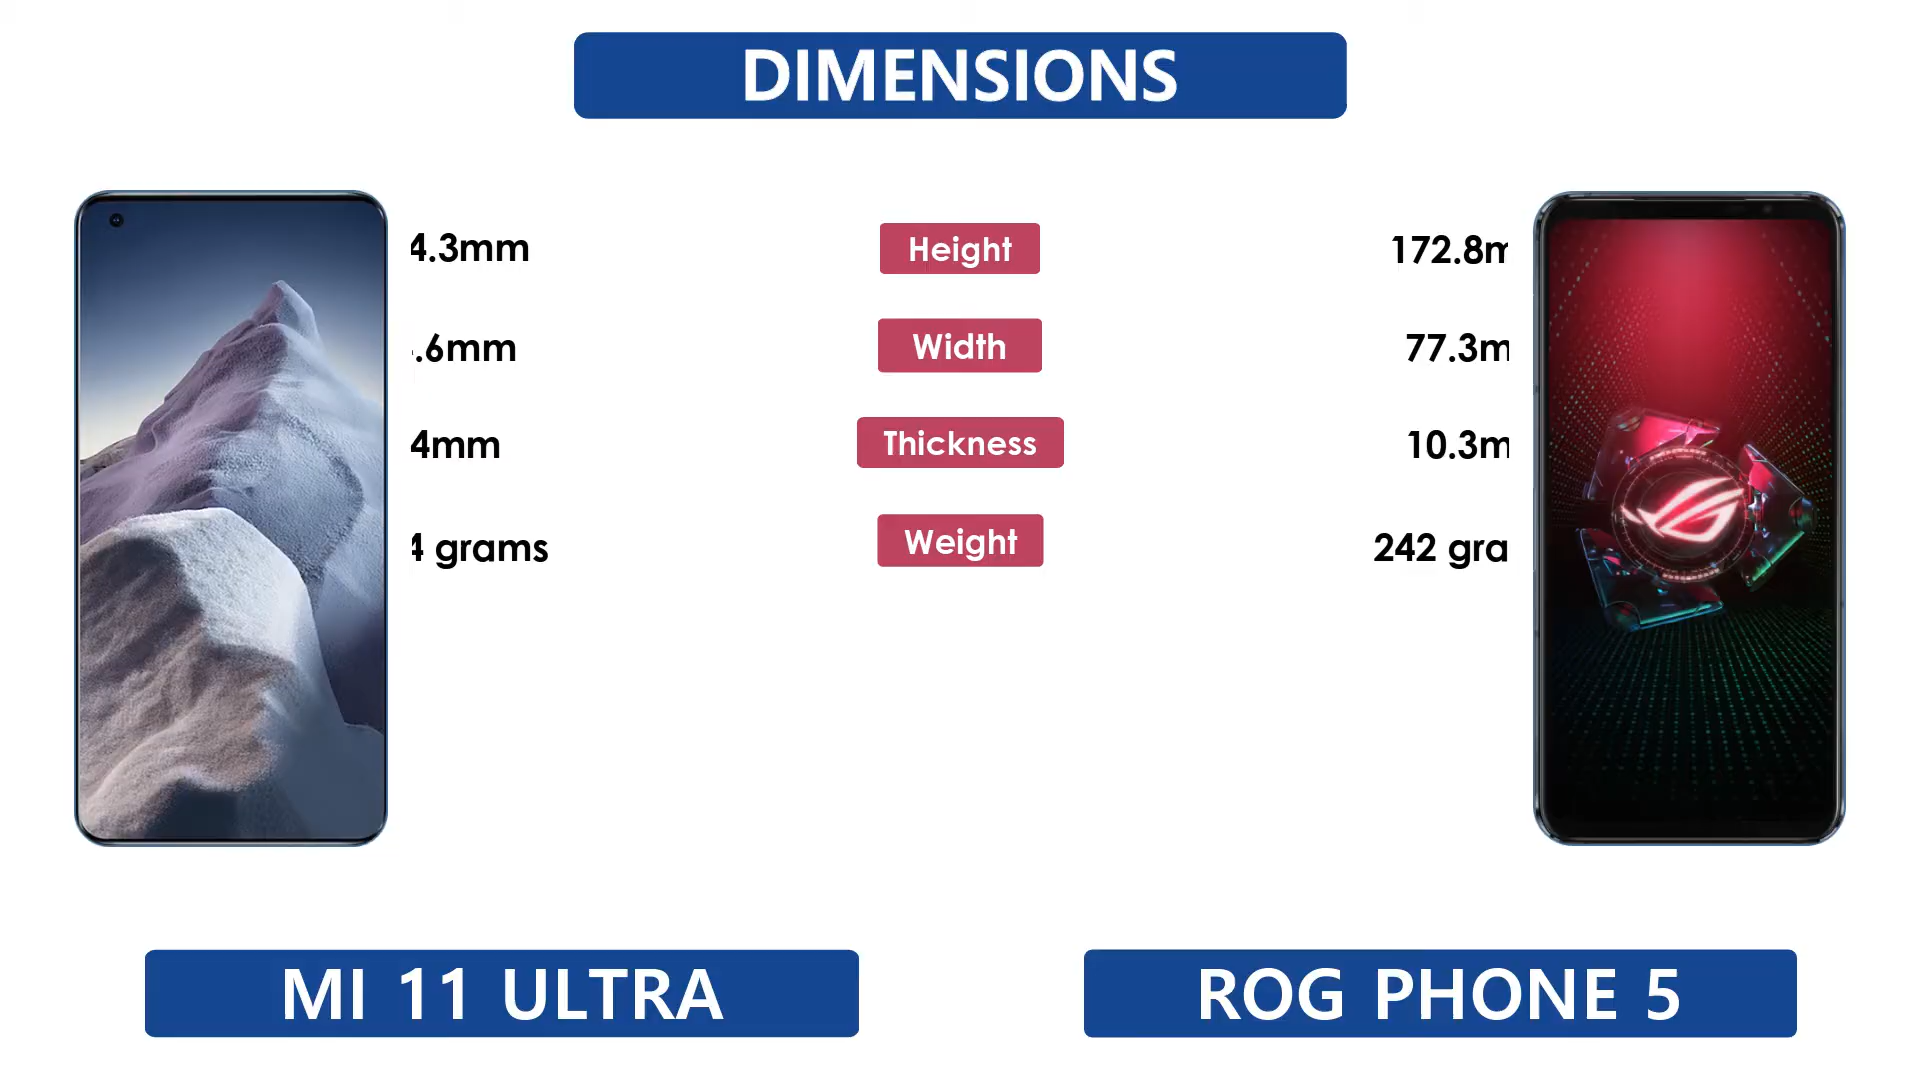 DIMENSIONS
4.3mm Height 172.8m
.6mm Width 77.3m
4mm Thickness 10.3m
4 grams Weight 242 gra
MI 11 ULTRA ROG PHONE 5